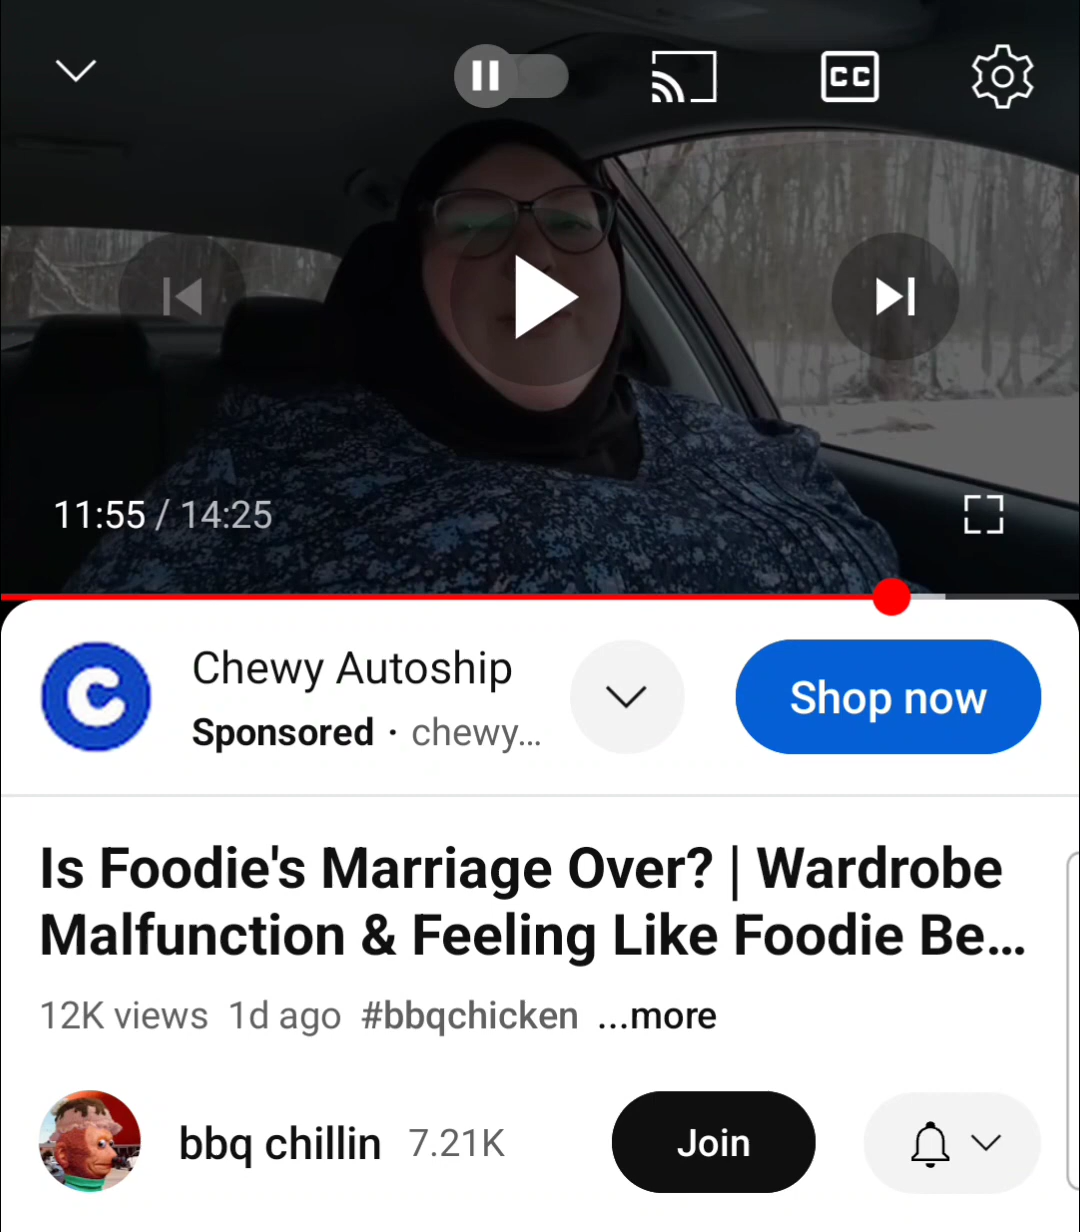 CC
11:55 / 14:25
Chewy Autoship
Sponsored · chewy...
Shop now
Is Foodie's Marriage Over? | Wardrobe
Malfunction & Feeling Like Foodie Be...
12K views 1d ago #bbqchicken ...more
bbq chillin 7.21K
Join